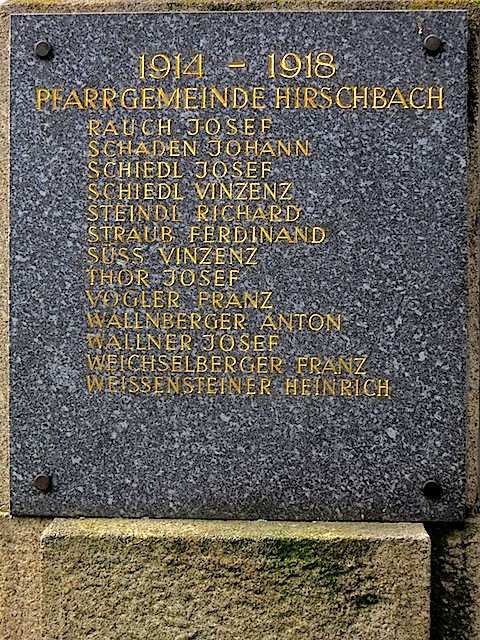 1914 – 1918
PFARRGEMEINDE HIRSCHBACH
RAUCH JOSEF
SCHADEN JOHANN
SCHIEDL JOSEF
SCHIEDL VINZENZ
STEINDL RICHARD
STRAUB FERDINAND
SÜSS VINZENZ
THOR JOSEF
VOGLER FRANZ
WALLNBERGER ANTON
WALLNER JOSEF
WEICHSELBERGER FRANZ
WEISSENSTEINER HEINRICH